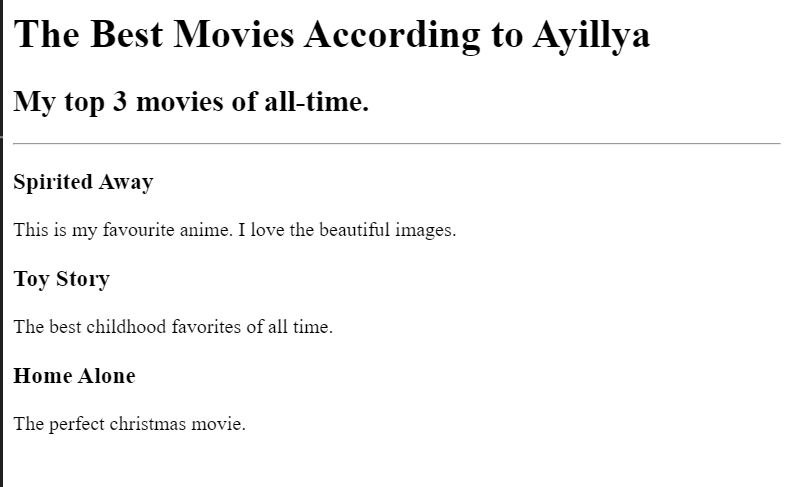 The Best Movies According to Ayillya
My top 3 movies of all-time.
Spirited Away
This is my favourite anime. I love the beautiful images.
Toy Story
The best childhood favorites of all time.
Home Alone
The perfect christmas movie.